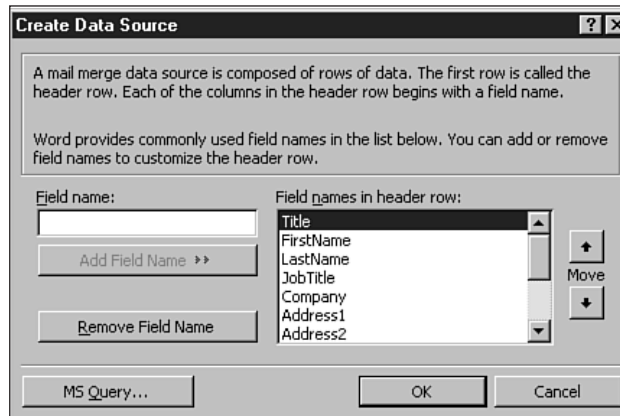 Create Data Source
? ×
A mail merge data source is composed of rows of data. The first row is called the
header row. Each of the columns in the header row begins with a field name.
Word provides commonly used field names in the list below. You can add or remove
field names to customize the header row.
Field name:
Field names in header row:
Add Field Name
Remove Field Name
Title
FirstName
LastName
JobTitle
Company
Address1
Address2
Move
MS Query...
OK
Cancel